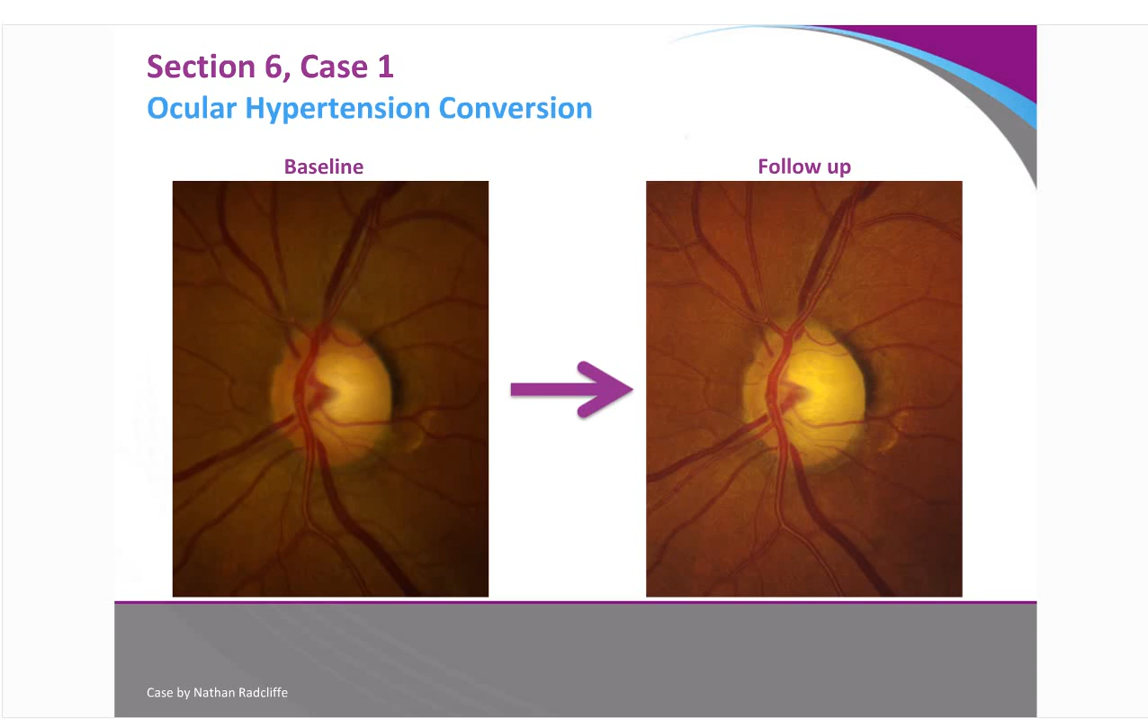 Section 6, Case 1
Ocular Hypertension Conversion
Baseline
Follow up
Case by Nathan Radcliffe